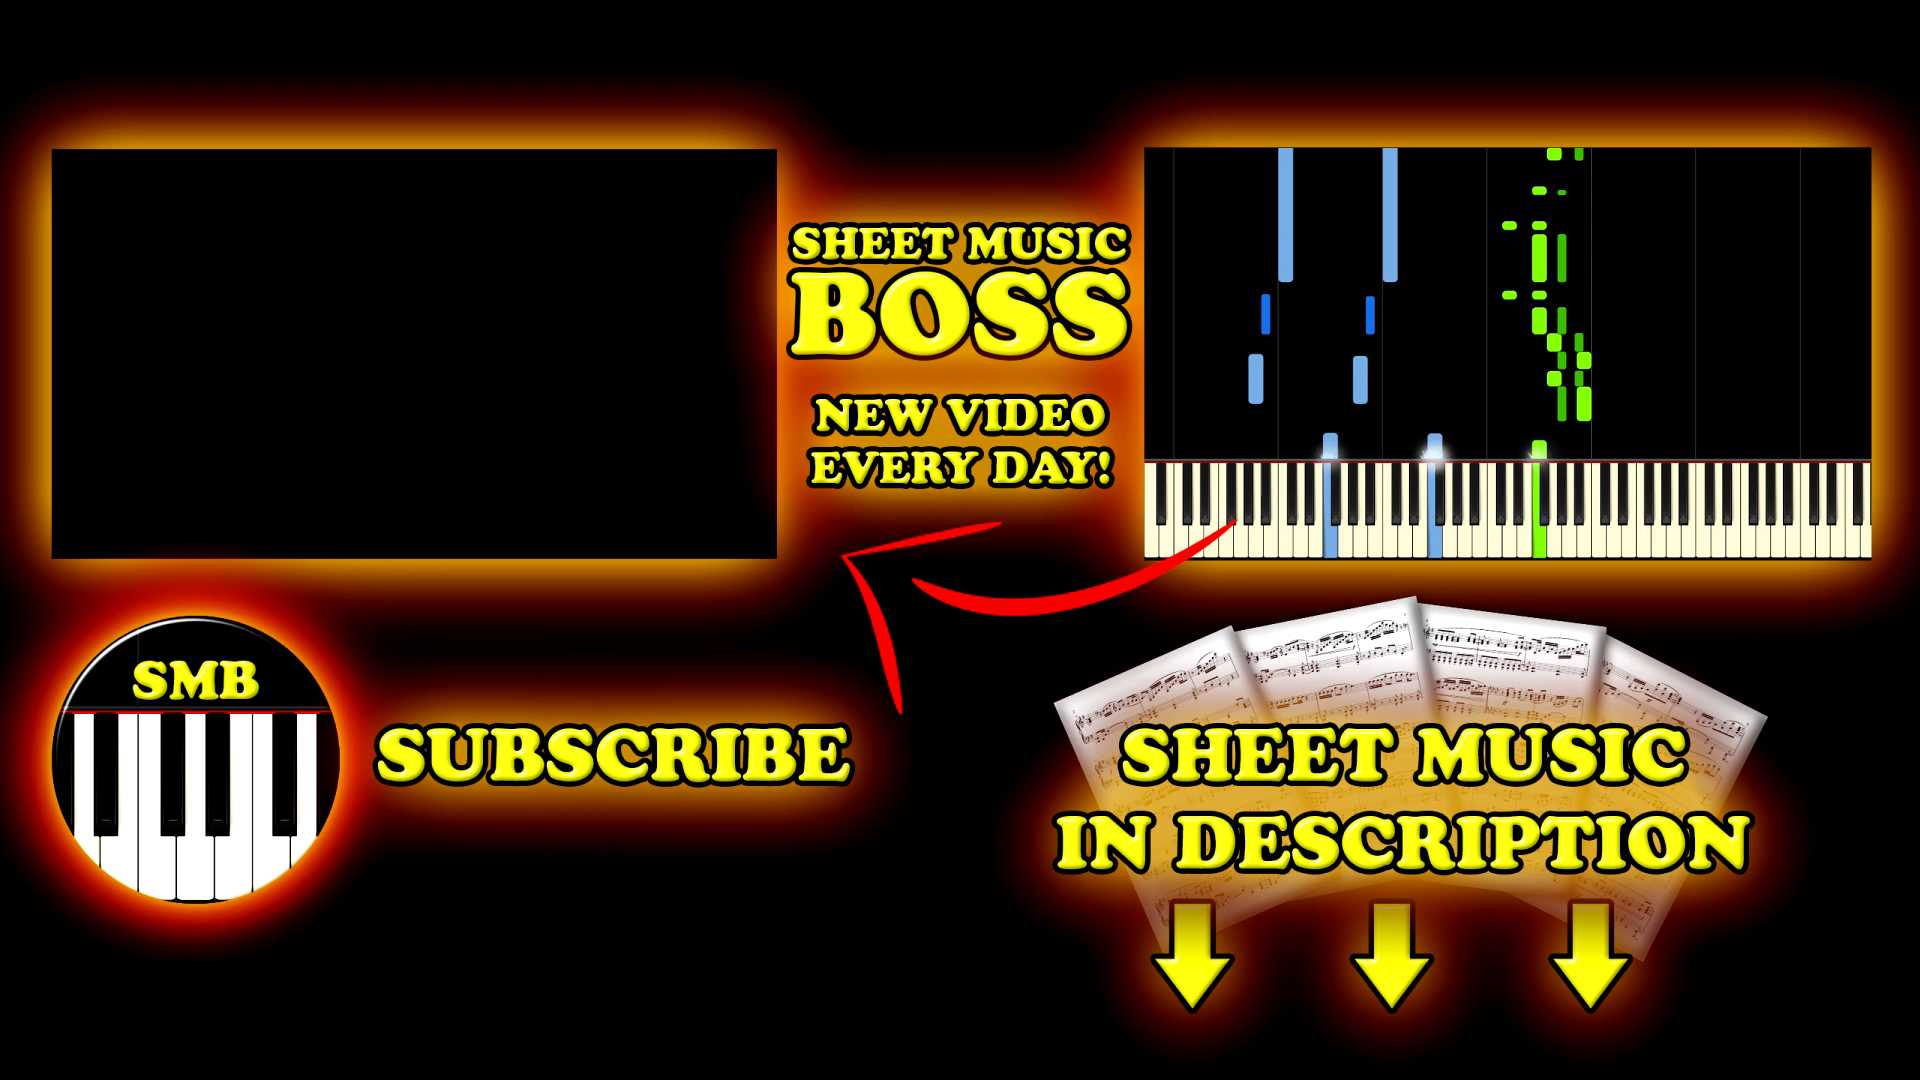 SHEET MUSIC
BOSS
NEW VIDEO
EVERY DAY!
SMB
SUBSCRIBE
SHEET MUSIC
IN DESCRIPTION